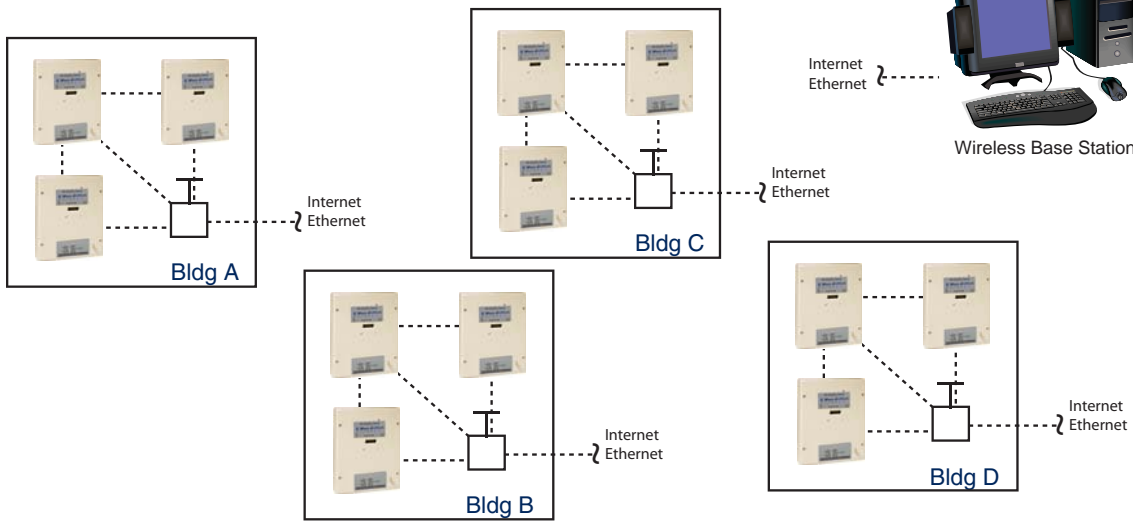 Internet
Ethernet
Wireless Base Station
Internet
Ethernet
Bldg A
Internet
Ethernet
Bldg C
Internet
Ethernet
Bldg B
Internet
Ethernet
Bldg D